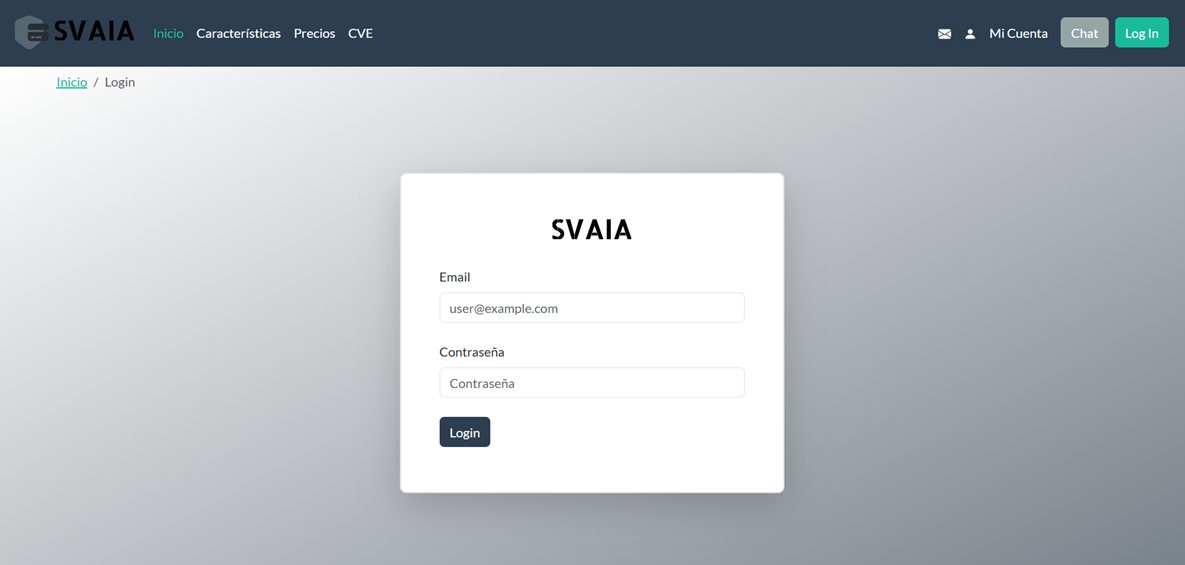 SVAIA Inicio Características Precios CVE Mi Cuenta Chat Log In
Inicio / Login
SVAIA
Email
user@example.com
Contraseña
Contraseña
Login